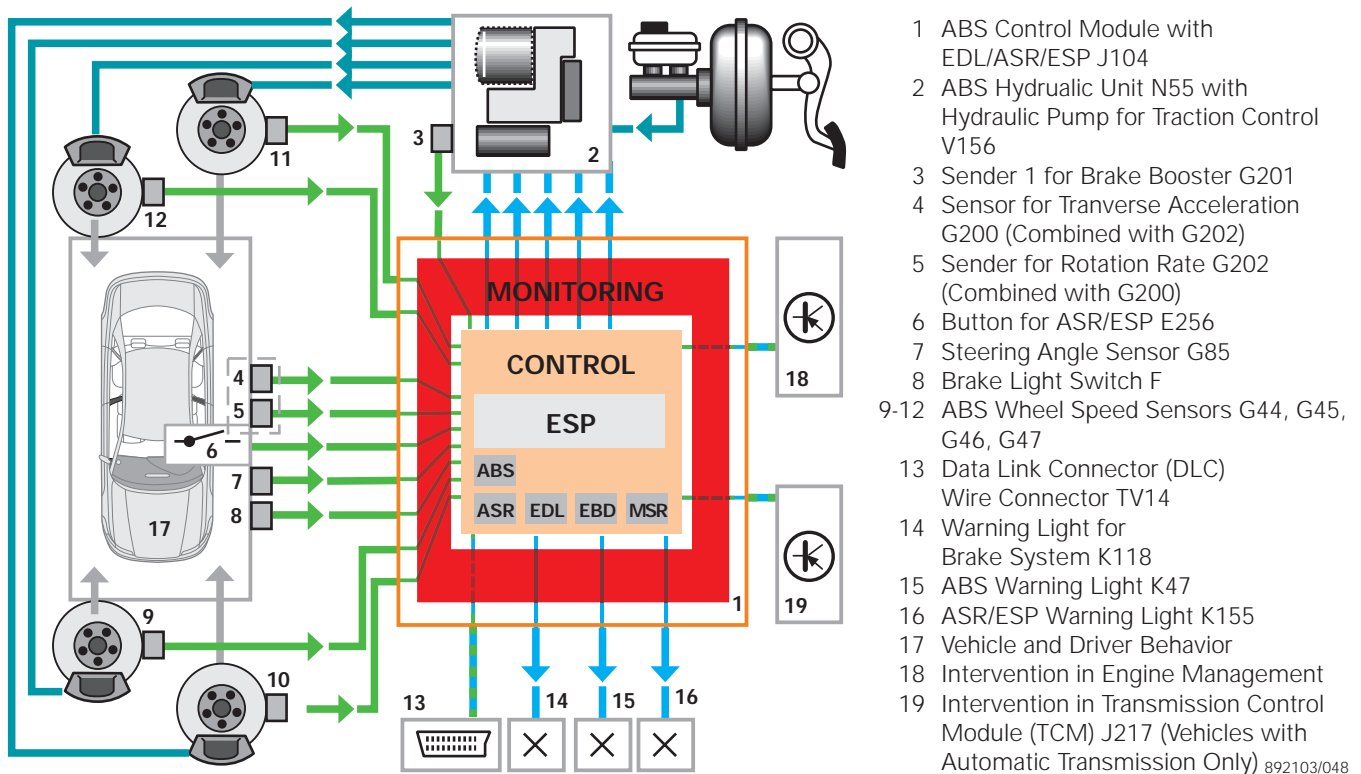 11
12
3
2
MONITORING
CONTROL
ESP
ABS
ASR EDL EBD MSR
4
5
6
7
8
17
9
10
1
18
19
13
14
15
16
1 ABS Control Module with
EDL/ASR/ESP J104
2 ABS Hydrualic Unit N55 with
Hydraulic Pump for Traction Control
V156
3 Sender 1 for Brake Booster G201
4 Sensor for Tranverse Acceleration
G200 (Combined with G202)
5 Sender for Rotation Rate G202
(Combined with G200)
6 Button for ASR/ESP E256
7 Steering Angle Sensor G85
8 Brake Light Switch F
9-12 ABS Wheel Speed Sensors G44, G45,
G46, G47
13 Data Link Connector (DLC)
Wire Connector TV14
14 Warning Light for
Brake System K118
15 ABS Warning Light K47
16 ASR/ESP Warning Light K155
17 Vehicle and Driver Behavior
18 Intervention in Engine Management
19 Intervention in Transmission Control
Module (TCM) J217 (Vehicles with
Automatic Transmission Only) 892103/048